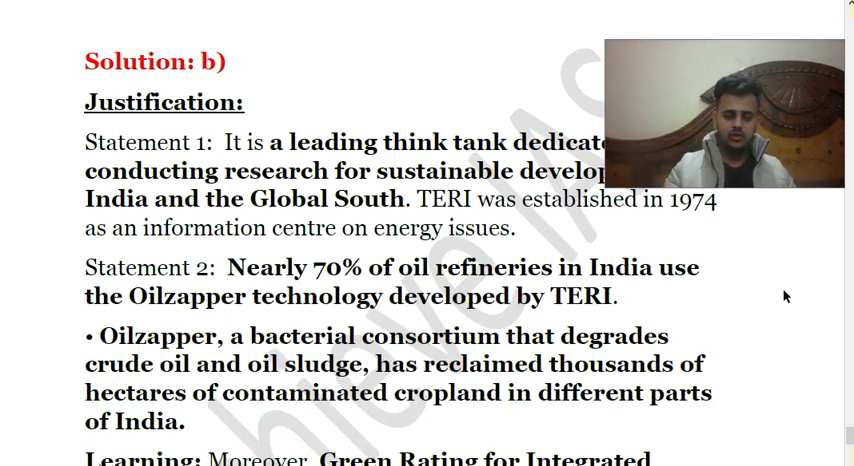 Solution: b)
Justification:
Statement 1: It is a leading think tank
conducting research for sustainable
India and the Global South. TERI was established in 1974
as an information centre on energy issues.
Statement 2: Nearly 70% of oil refineries in India use
the Oilzapper technology developed by TERI.
• Oilzapper, a bacterial consortium that degrades
crude oil and oil sludge, has reclaimed thousands of
hectares of contaminated cropland in different parts
of India.
Learning: Moreover, Green Rating for Integrated
hieve IAS